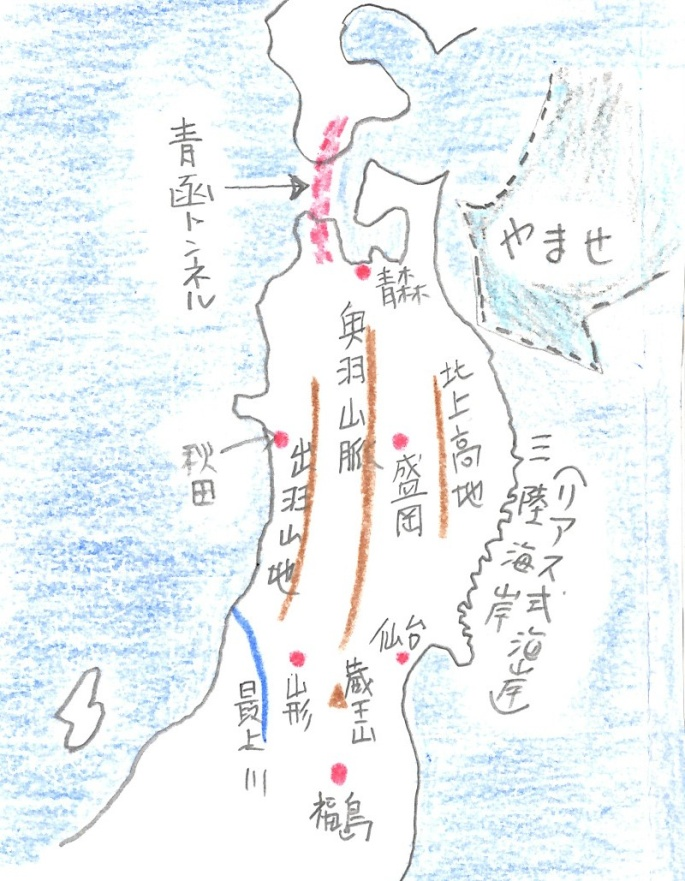 青函トンネル
やませ
青森
奥羽山脈
北上高地
秋田
出羽山地
盛岡
三陸海岸
(リアス式海岸)
仙台
山形
蔵王山
最上川
福島